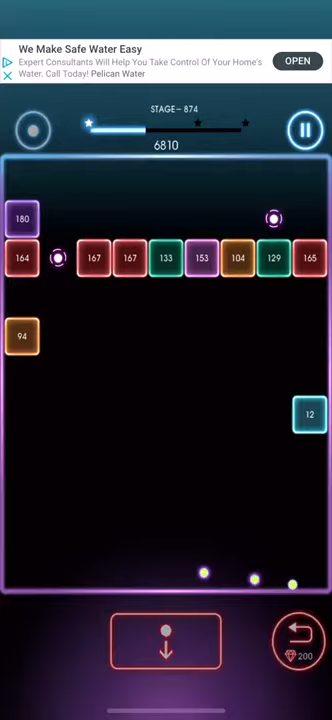 We Make Safe Water Easy
Expert Consultants Will Help You Take Control Of Your Home's
Water. Call Today! Pelican Water
OPEN
STAGE- 874
6810
180
164
167
167
133
153
104
129
165
94
12
200